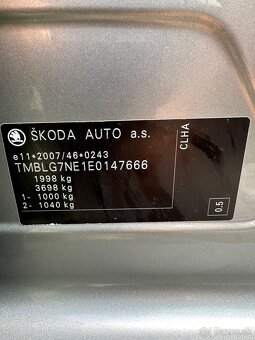 ŠKODA AUTO a.s.
e11*2007/46*0243
TMBLG7NE1E0147666
1998 kg
3698 kg
1- 1000 kg
2- 1040 kg
CLHA
0.5